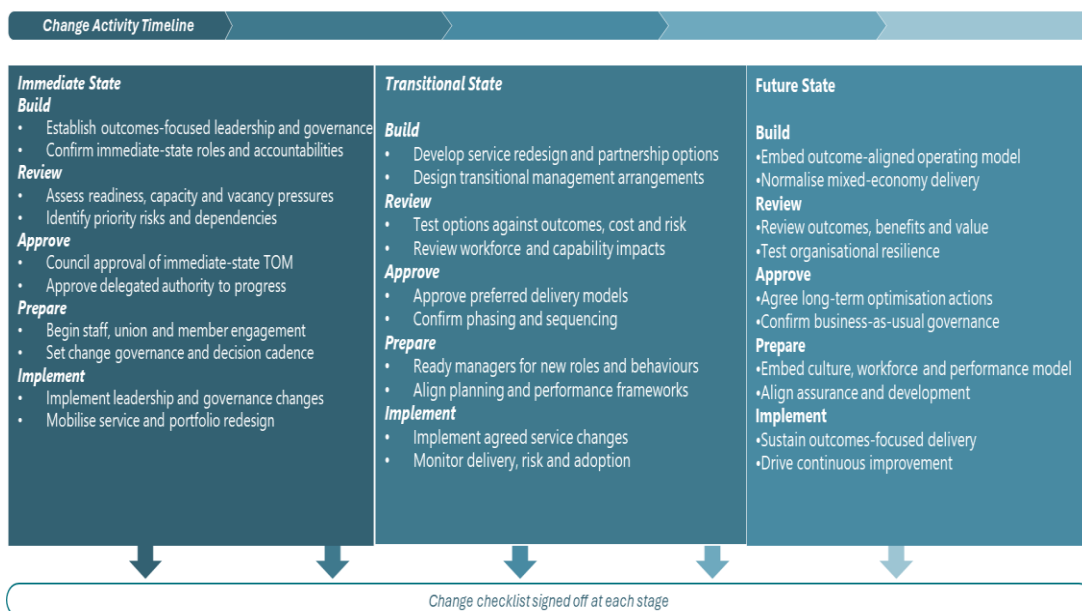 Change Activity Timeline
Immediate State
Build
• Establish outcomes-focused leadership and governance
• Confirm immediate-state roles and accountabilities
Review
• Assess readiness, capacity and vacancy pressures
• Identify priority risks and dependencies
Approve
• Council approval of immediate-state TOM
• Approve delegated authority to progress
Prepare
• Begin staff, union and member engagement
• Set change governance and decision cadence
Implement
• Implement leadership and governance changes
• Mobilise service and portfolio redesign
Transitional State
Build
• Develop service redesign and partnership options
• Design transitional management arrangements
Review
• Test options against outcomes, cost and risk
• Review workforce and capability impacts
Approve
• Approve preferred delivery models
• Confirm phasing and sequencing
Prepare
• Ready managers for new roles and behaviours
• Align planning and performance frameworks
Implement
• Implement agreed service changes
• Monitor delivery, risk and adoption
Future State
Build
•Embed outcome-aligned operating model
•Normalise mixed-economy delivery
Review
•Review outcomes, benefits and value
•Test organisational resilience
Approve
•Agree long-term optimisation actions
•Confirm business-as-usual governance
Prepare
•Embed culture, workforce and performance model
•Align assurance and development
Implement
•Sustain outcomes-focused delivery
•Drive continuous improvement
Change checklist signed off at each stage